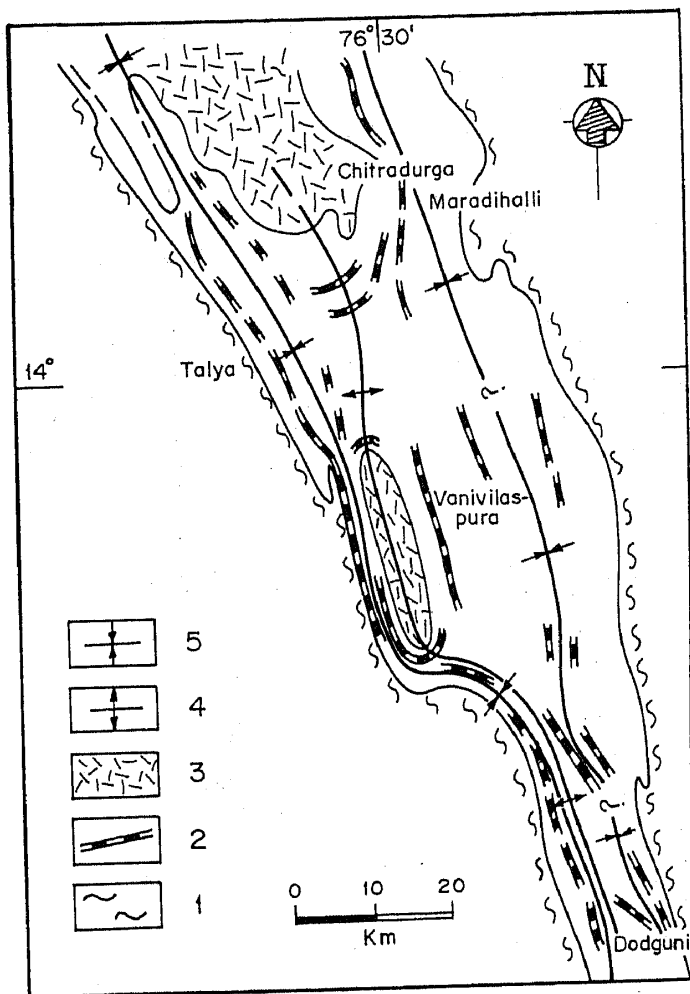 76° 30'
N
Chitradurga
Maradihalli
Talya
14°
?
Vanivilas-
pura
5
4
3
2
1
?
0 10 20
Km
Dodguni